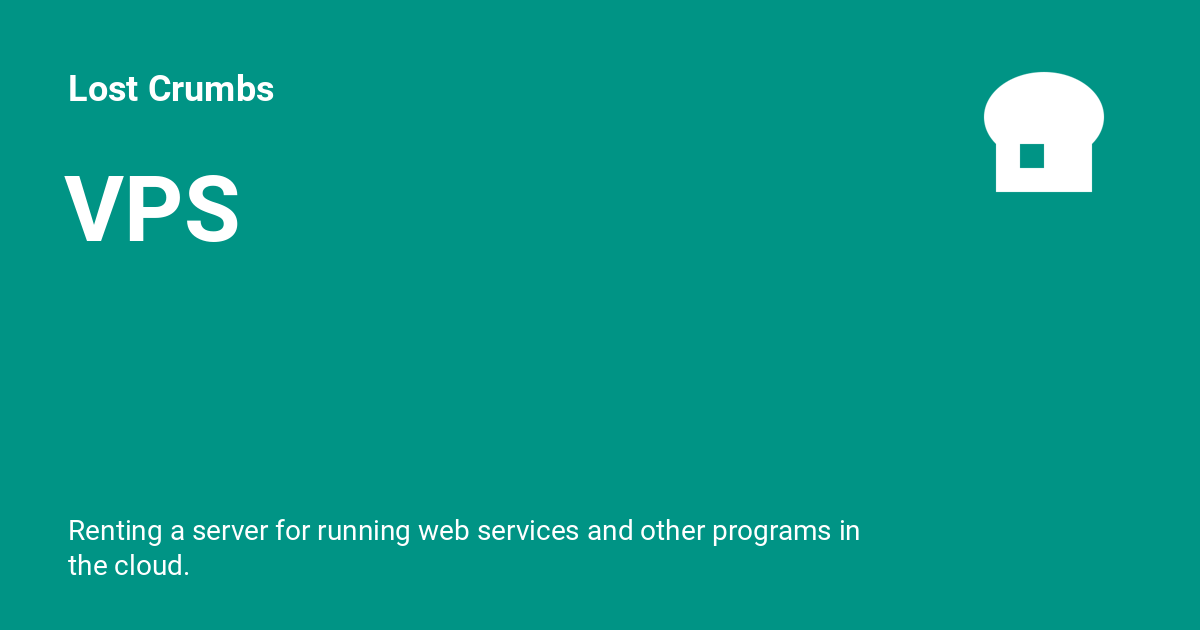 Lost Crumbs
VPS
Renting a server for running web services and other programs in
the cloud.